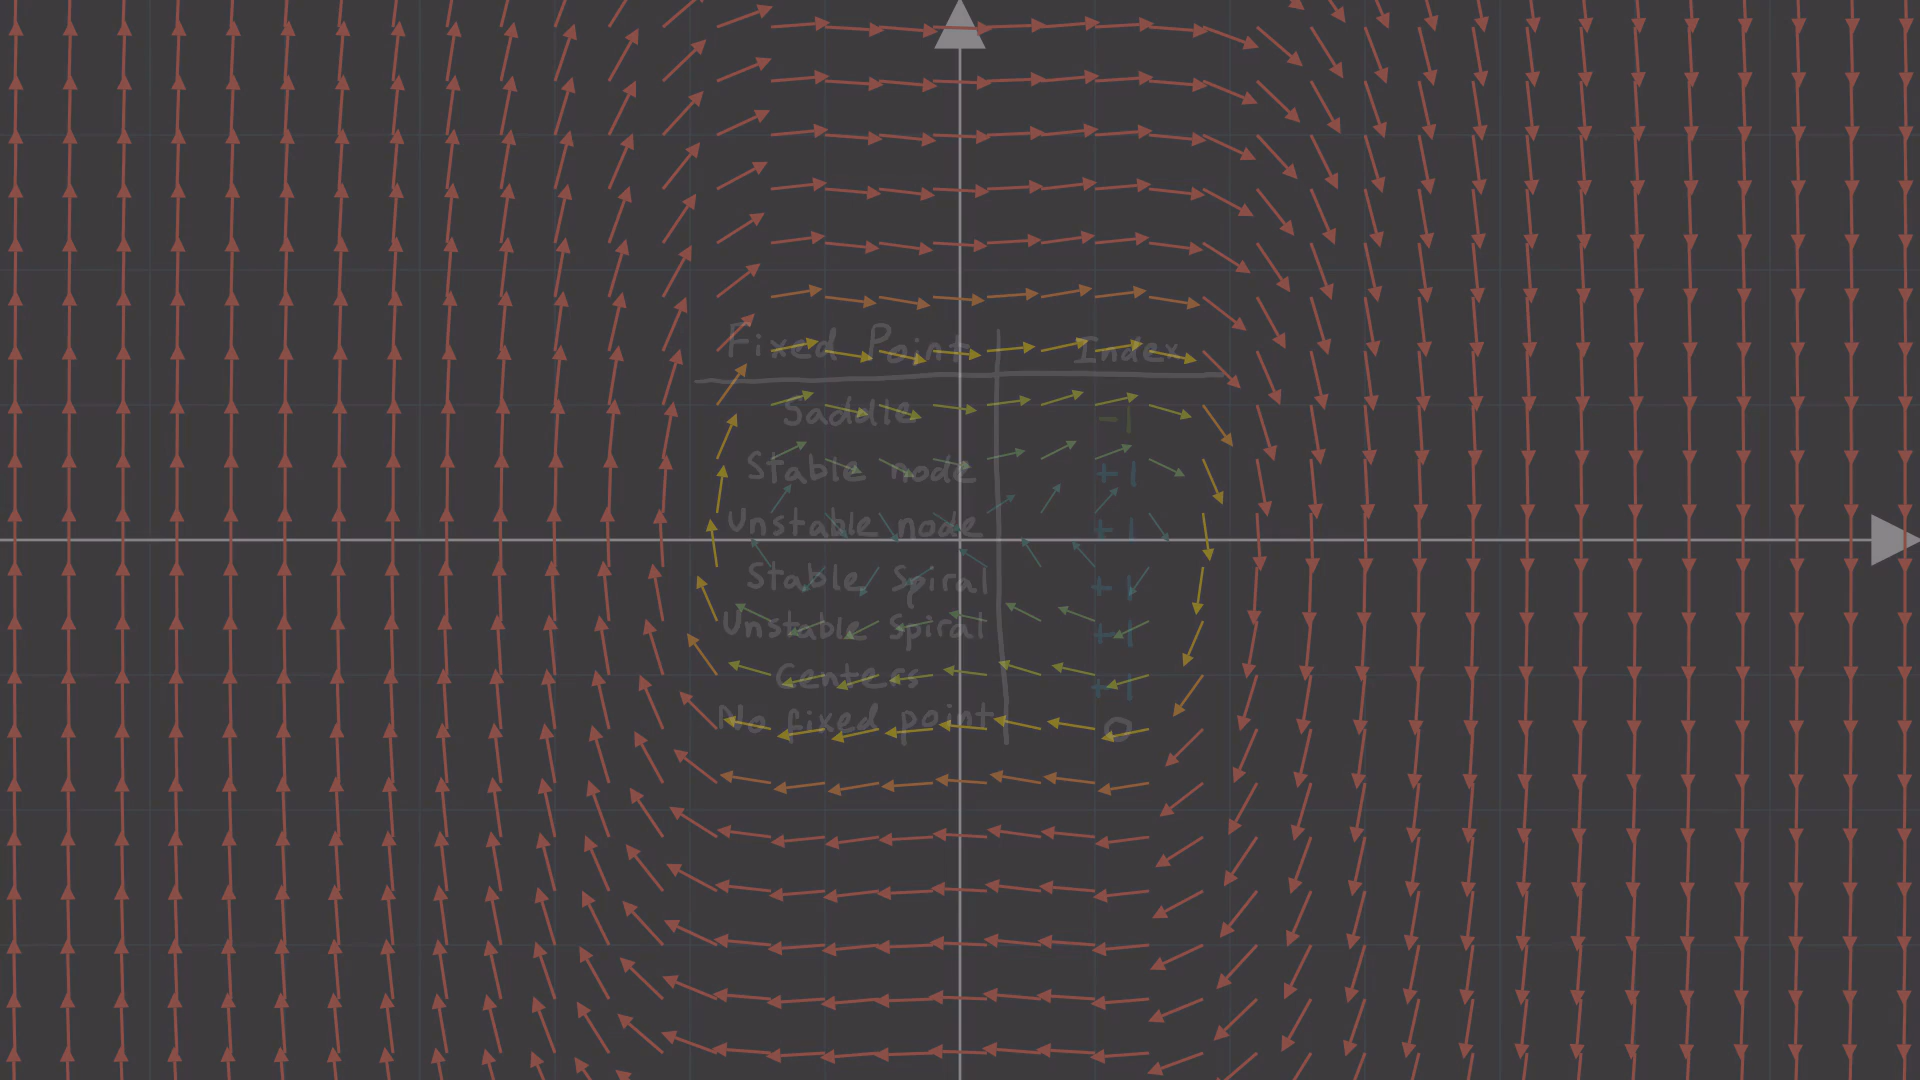 Fixed Point Index
Saddle -1
Stable node +1
Unstable node +1
Stable Spiral +1
Unstable Spiral +1
Centers +1
No fixed point 0